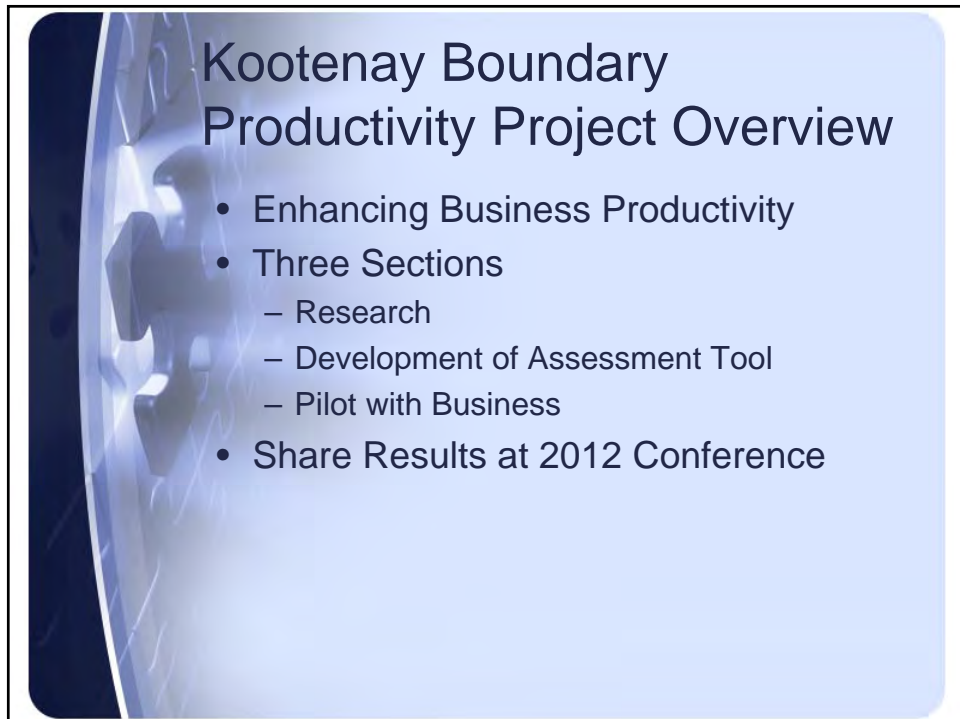 Kootenay Boundary
Productivity Project Overview
• Enhancing Business Productivity
• Three Sections
– Research
– Development of Assessment Tool
– Pilot with Business
• Share Results at 2012 Conference